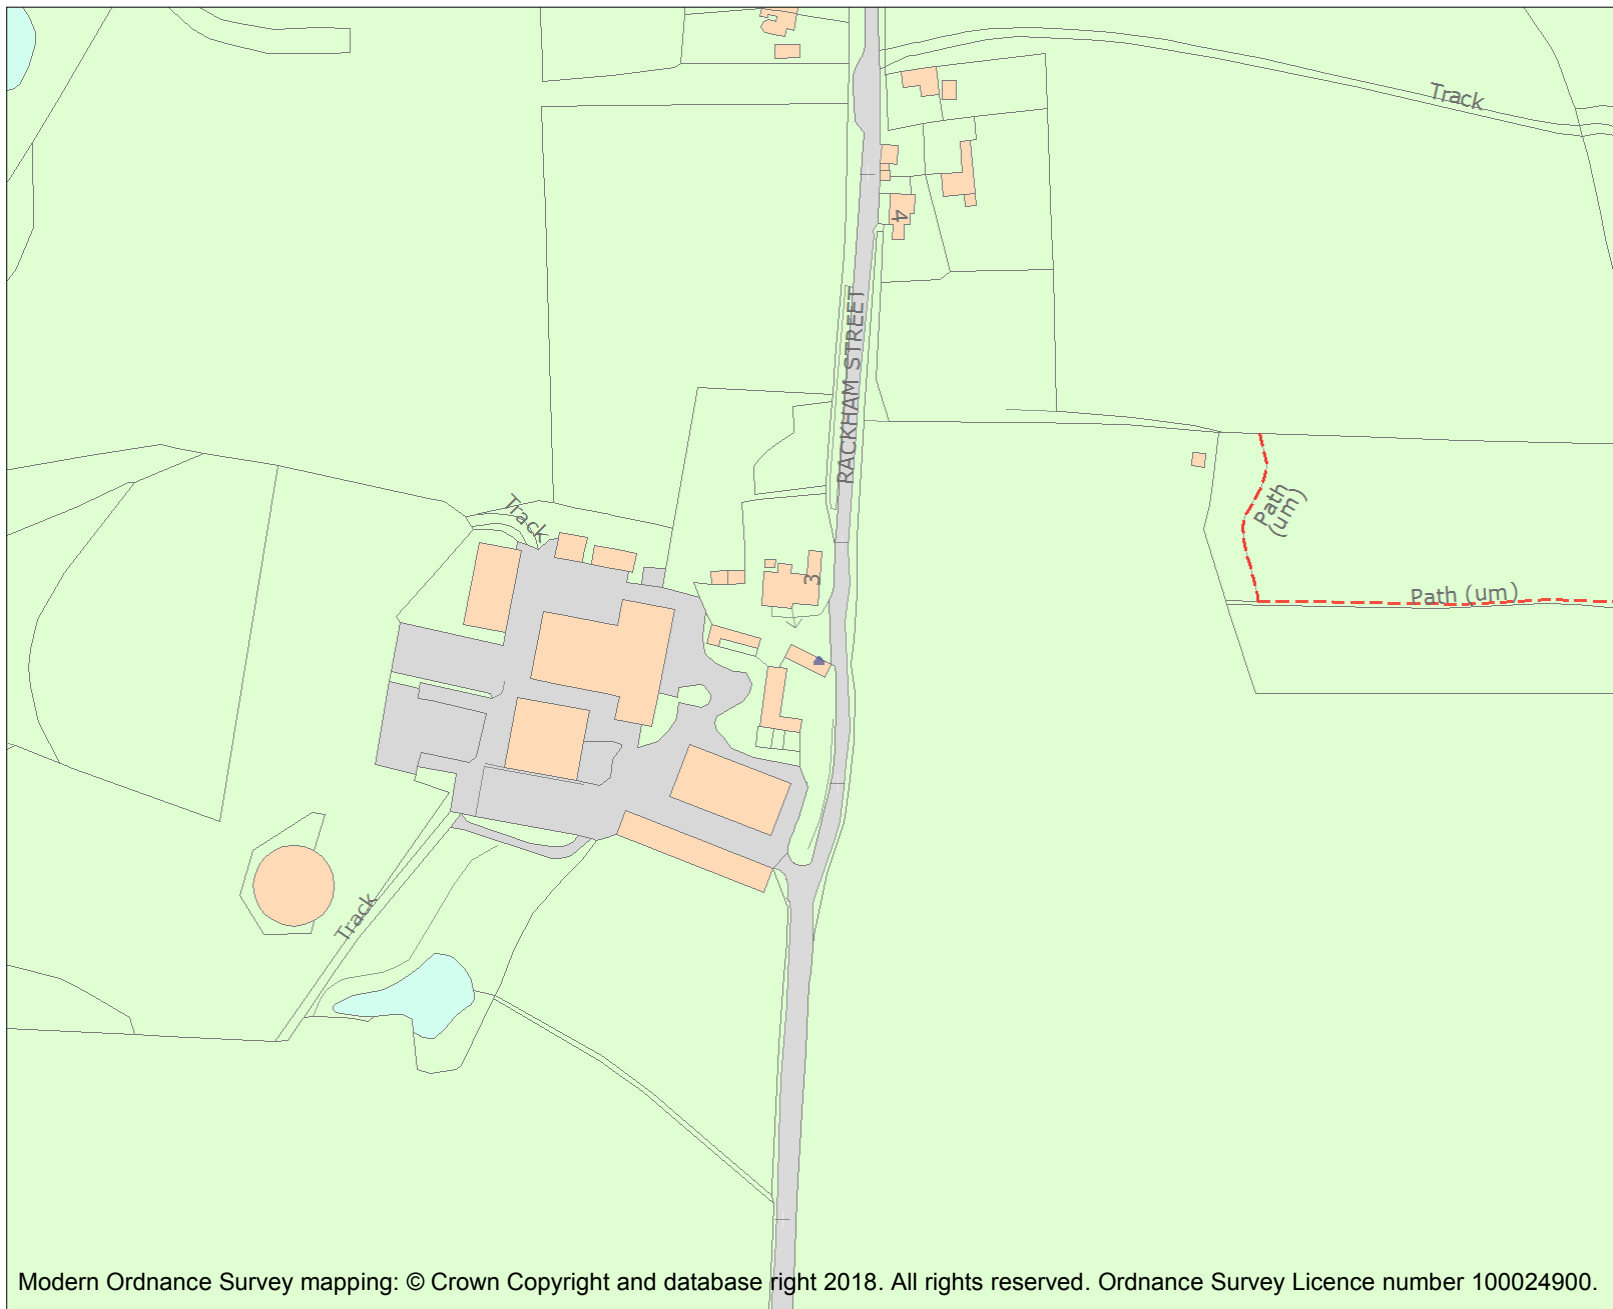 Track
4
RACKHAM STREET
Track
Path
(um)
3
Path (um)
Track
Modern Ordnance Survey mapping: © Crown Copyright and database right 2018. All rights reserved. Ordnance Survey Licence number 100024900.